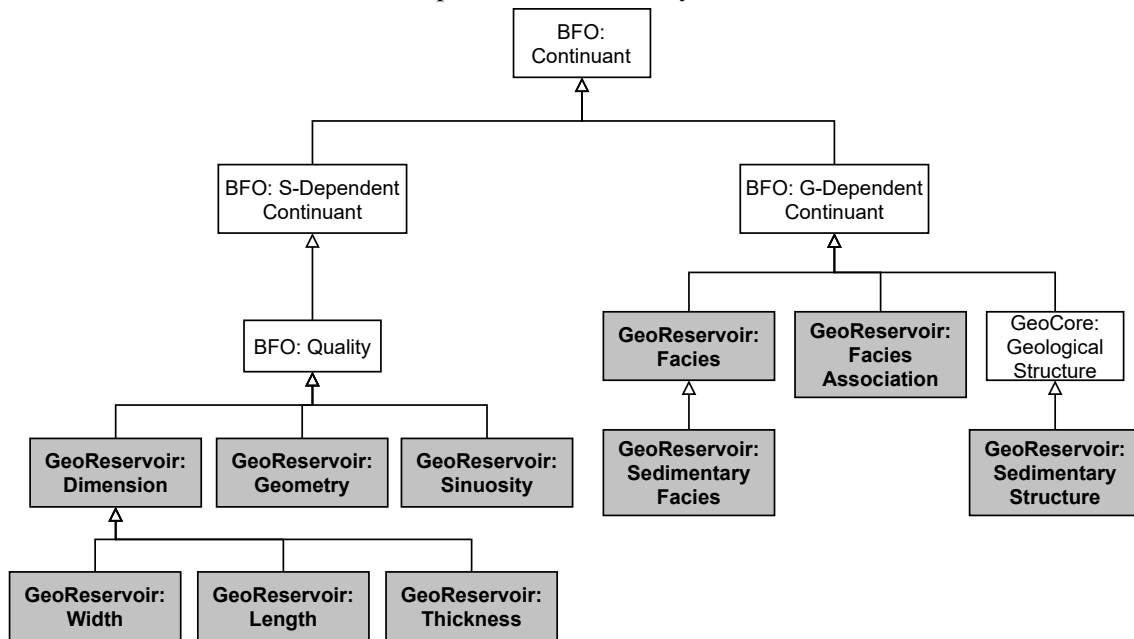 BFO:
Continuant
BFO: S-Dependent
Continuant
BFO: G-Dependent
Continuant
BFO: Quality
GeoReservoir:
Facies
GeoReservoir:
Facies
Association
GeoCore:
Geological
Structure
GeoReservoir:
Dimension
GeoReservoir:
Geometry
GeoReservoir:
Sinuosity
GeoReservoir:
Sedimentary
Facies
GeoReservoir:
Sedimentary
Structure
GeoReservoir:
Width
GeoReservoir:
Length
GeoReservoir:
Thickness